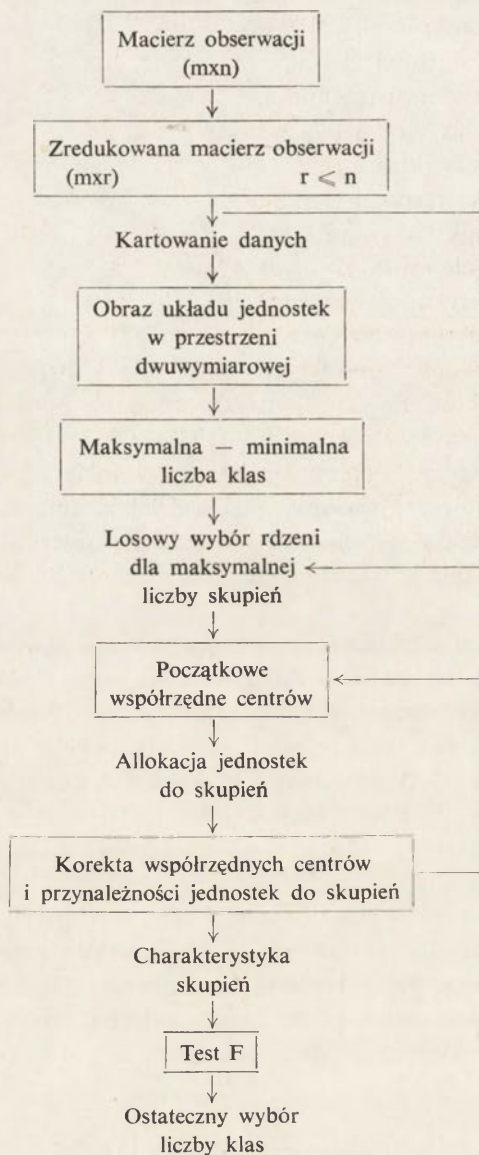 Macierz obserwacji
(mxn)
Zredukowana macierz obserwacji
(mxr) r ⩽ n
Kartowanie danych
Obraz układu jednostek
w przestrzeni
dwuwymiarowej
Maksymalna — minimalna
liczba klas
Losowy wybór rdzeni
dla maksymalnej
liczby skupień
Początkowe
współrzędne centrów
Allokacja jednostek
do skupień
Korekta współrzędnych centrów
i przynależności jednostek do skupień
Charakterystyka
skupień
Test F
Ostateczny wybór
liczby klas